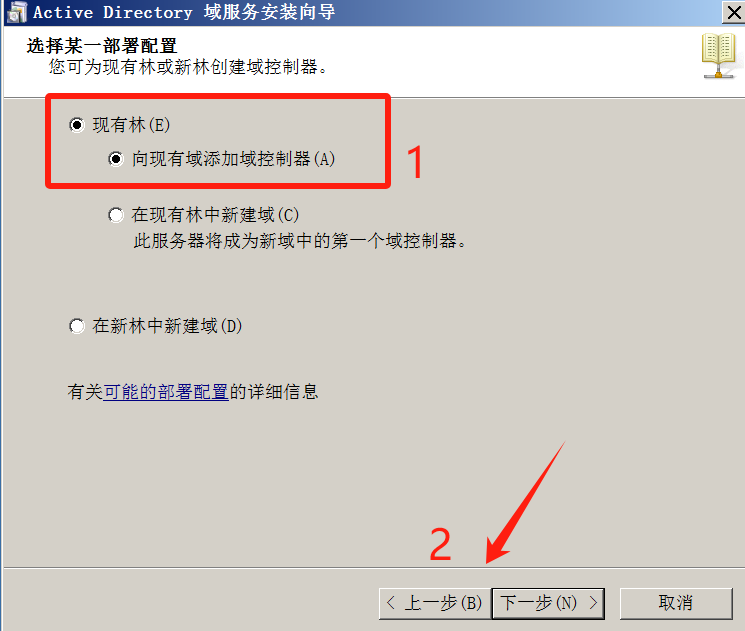 Active Directory 域服务安装向导
选择某一部署配置
您可为现有林或新林创建域控制器。
现有林(E)
向现有域添加域控制器(A)
1
在现有林中新建域(C)
此服务器将成为新域中的第一个域控制器。
在新林中新建域(D)
有关可能的部署配置的详细信息
2
< 上一步(B) 下一步(N) > 取消